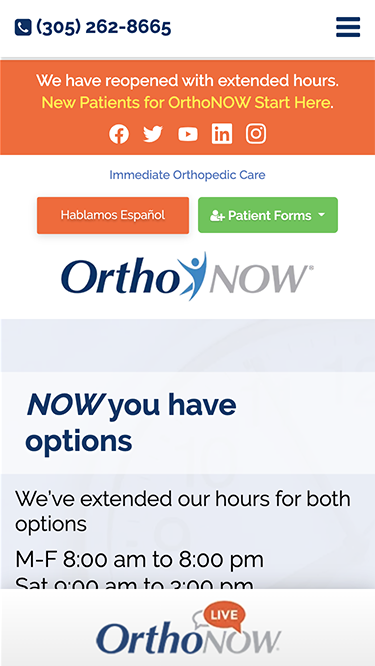 (305) 262-8665
We have reopened with extended hours.
New Patients for OrthoNOW Start Here.
Immediate Orthopedic Care
Hablamos Español
Patient Forms
OrthoNOW®
NOW you have
options
We've extended our hours for both
options
M-F 8:00 am to 8:00 pm
Sat 9:00 am to 3:00 pm
LIVE
OrthoNOW